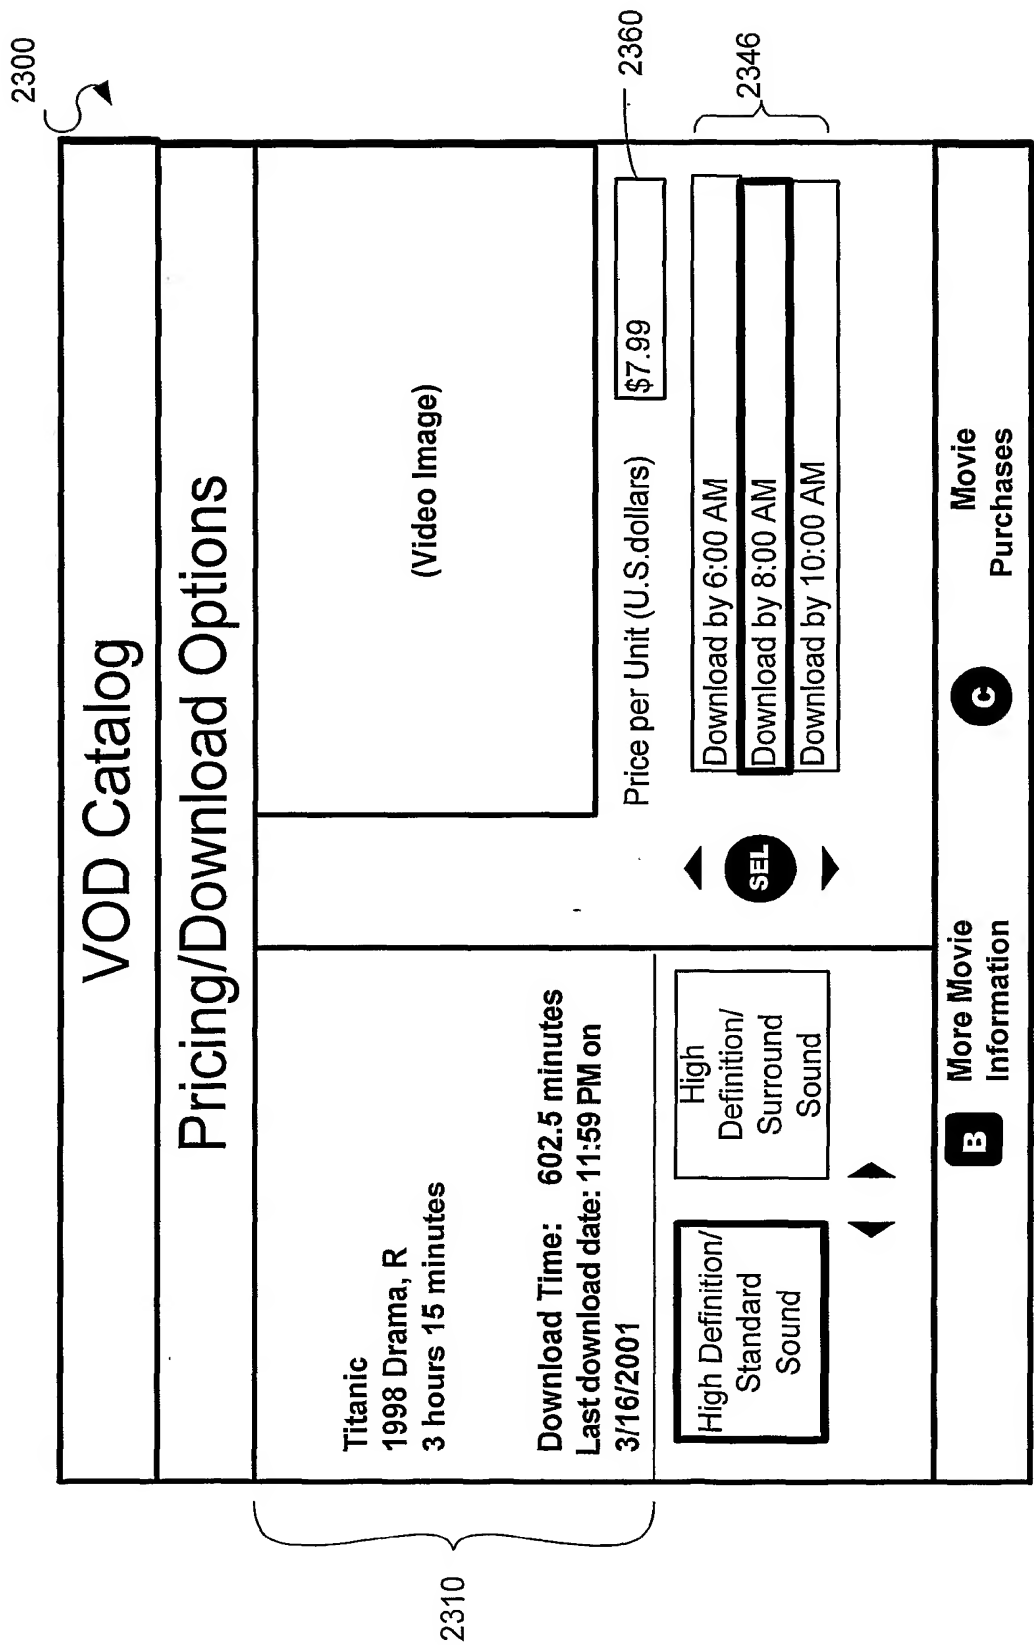 2300
VOD Catalog
Pricing/Download Options
2310
Titanic
1998 Drama, R
3 hours 15 minutes
Download Time: 602.5 minutes
Last download date: 11:59 PM on
3/16/2001
(Video Image)
Price per Unit (U.S.dollars)
$7.99
2360
High Definition/
Standard
Sound
High
Definition/
Surround
Sound
SEL
Download by 6:00 AM
Download by 8:00 AM
Download by 10:00 AM
2346
B
More Movie
Information
C
Movie
Purchases